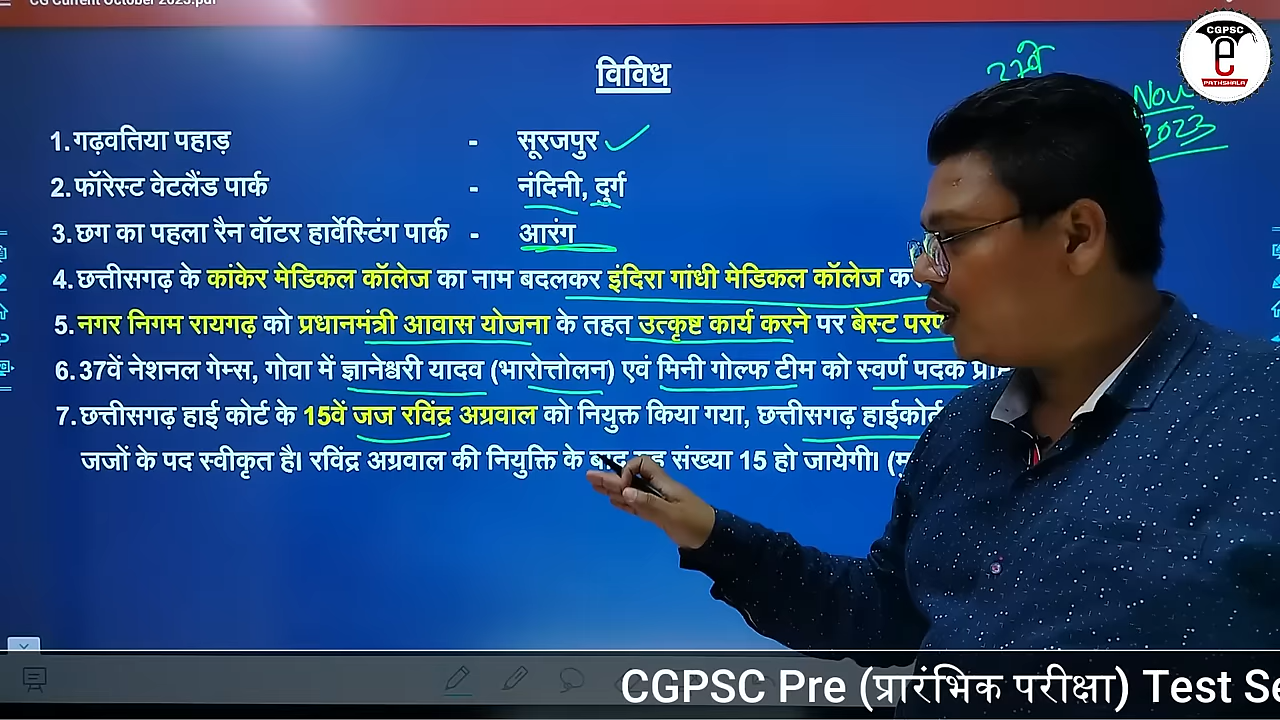 CG Current October 2023.pdf
CGPSC
e
PATHSHALA
विविध
Nov
2023
1. गढ़वतिया पहाड़ - सूरजपुर
2. फॉरेस्ट वेटलैंड पार्क - नंदिनी, दुर्ग
3. छग का पहला रैन वॉटर हार्वेस्टिंग पार्क - आरंग
4. छत्तीसगढ़ के कांकेर मेडिकल कॉलेज का नाम बदलकर इंदिरा गांधी मेडिकल कॉलेज
5. नगर निगम रायगढ़ को प्रधानमंत्री आवास योजना के तहत उत्कृष्ट कार्य करने पर बेस्ट
6. 37वें नेशनल गेम्स, गोवा में ज्ञानेश्वरी यादव (भारोत्तोलन) एवं मिनी गोल्फ टीम को स्वर्ण पदक
7. छत्तीसगढ़ हाई कोर्ट के 15वें जज रविंद्र अग्रवाल को नियुक्त किया गया, छत्तीसगढ़ हाईकोर्ट
जजों के पद स्वीकृत है। रविंद्र अग्रवाल की नियुक्ति के संख्या 15 हो जायेगी।
CGPSC Pre (प्रारंभिक परीक्षा) Test